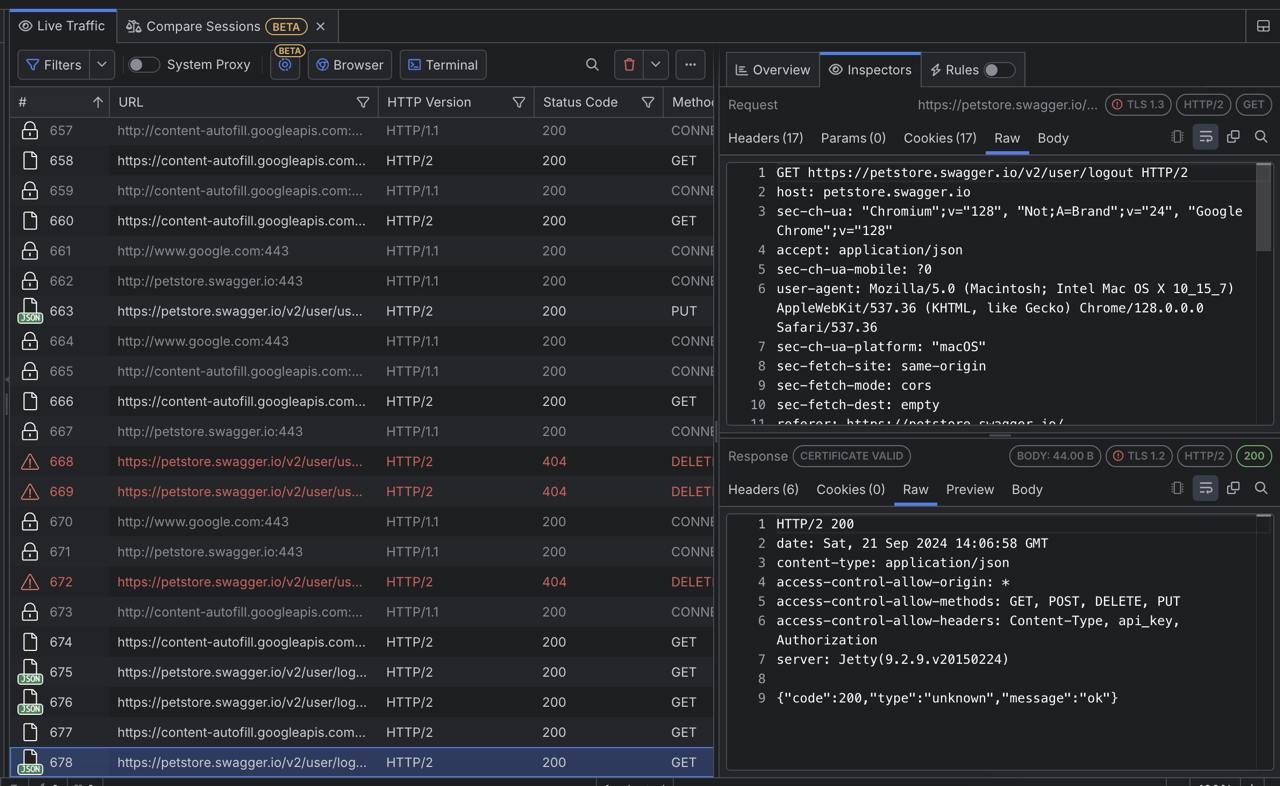 Live Traffic
Compare Sessions BETA
Filters
System Proxy
BETA
Browser
Terminal
# URL HTTP Version Status Code Metho
657 http://content-autofill.googleapis.com:... HTTP/1.1 200 CONNE
658 https://content-autofill.googleapis.com... HTTP/2 200 GET
659 http://content-autofill.googleapis.com:... HTTP/1.1 200 CONNE
660 https://content-autofill.googleapis.com... HTTP/2 200 GET
661 http://www.google.com:443 HTTP/1.1 200 CONNE
662 http://petstore.swagger.io:443 HTTP/1.1 200 CONNE
JSON 663 https://petstore.swagger.io/v2/user/us... HTTP/2 200 PUT
664 http://www.google.com:443 HTTP/1.1 200 CONNE
665 http://content-autofill.googleapis.com:... HTTP/1.1 200 CONNE
666 https://content-autofill.googleapis.com... HTTP/2 200 GET
667 http://petstore.swagger.io:443 HTTP/1.1 200 CONNE
668 https://petstore.swagger.io/v2/user/us... HTTP/2 404 DELET
669 https://petstore.swagger.io/v2/user/us... HTTP/2 404 DELET
670 http://www.google.com:443 HTTP/1.1 200 CONNE
671 http://petstore.swagger.io:443 HTTP/1.1 200 CONNE
672 https://petstore.swagger.io/v2/user/us... HTTP/2 404 DELET
673 http://content-autofill.googleapis.com:... HTTP/1.1 200 CONNE
674 https://content-autofill.googleapis.com... HTTP/2 200 GET
JSON 675 https://petstore.swagger.io/v2/user/log... HTTP/2 200 GET
JSON 676 https://petstore.swagger.io/v2/user/log... HTTP/2 200 GET
677 https://content-autofill.googleapis.com... HTTP/2 200 GET
JSON 678 https://petstore.swagger.io/v2/user/log... HTTP/2 200 GET
Overview Inspectors Rules
Request https://petstore.swagger.io/... TLS 1.3 HTTP/2 GET
Headers (17) Params (0) Cookies (17) Raw Body
1 GET https://petstore.swagger.io/v2/user/logout HTTP/2
2 host: petstore.swagger.io
3 sec-ch-ua: "Chromium";v="128", "Not;A=Brand";v="24", "Google
Chrome";v="128"
4 accept: application/json
5 sec-ch-ua-mobile: ?0
6 user-agent: Mozilla/5.0 (Macintosh; Intel Mac OS X 10_15_7)
AppleWebKit/537.36 (KHTML, like Gecko) Chrome/128.0.0.0
Safari/537.36
7 sec-ch-ua-platform: "macOS"
8 sec-fetch-site: same-origin
9 sec-fetch-mode: cors
10 sec-fetch-dest: empty
11 referer: https://petstore.swagger.io/
Response CERTIFICATE VALID BODY: 44.00 B TLS 1.2 HTTP/2 200
Headers (6) Cookies (0) Raw Preview Body
1 HTTP/2 200
2 date: Sat, 21 Sep 2024 14:06:58 GMT
3 content-type: application/json
4 access-control-allow-origin: *
5 access-control-allow-methods: GET, POST, DELETE, PUT
6 access-control-allow-headers: Content-Type, api_key,
Authorization
7 server: Jetty(9.2.9.v20150224)
8
9 {"code":200,"type":"unknown","message":"ok"}